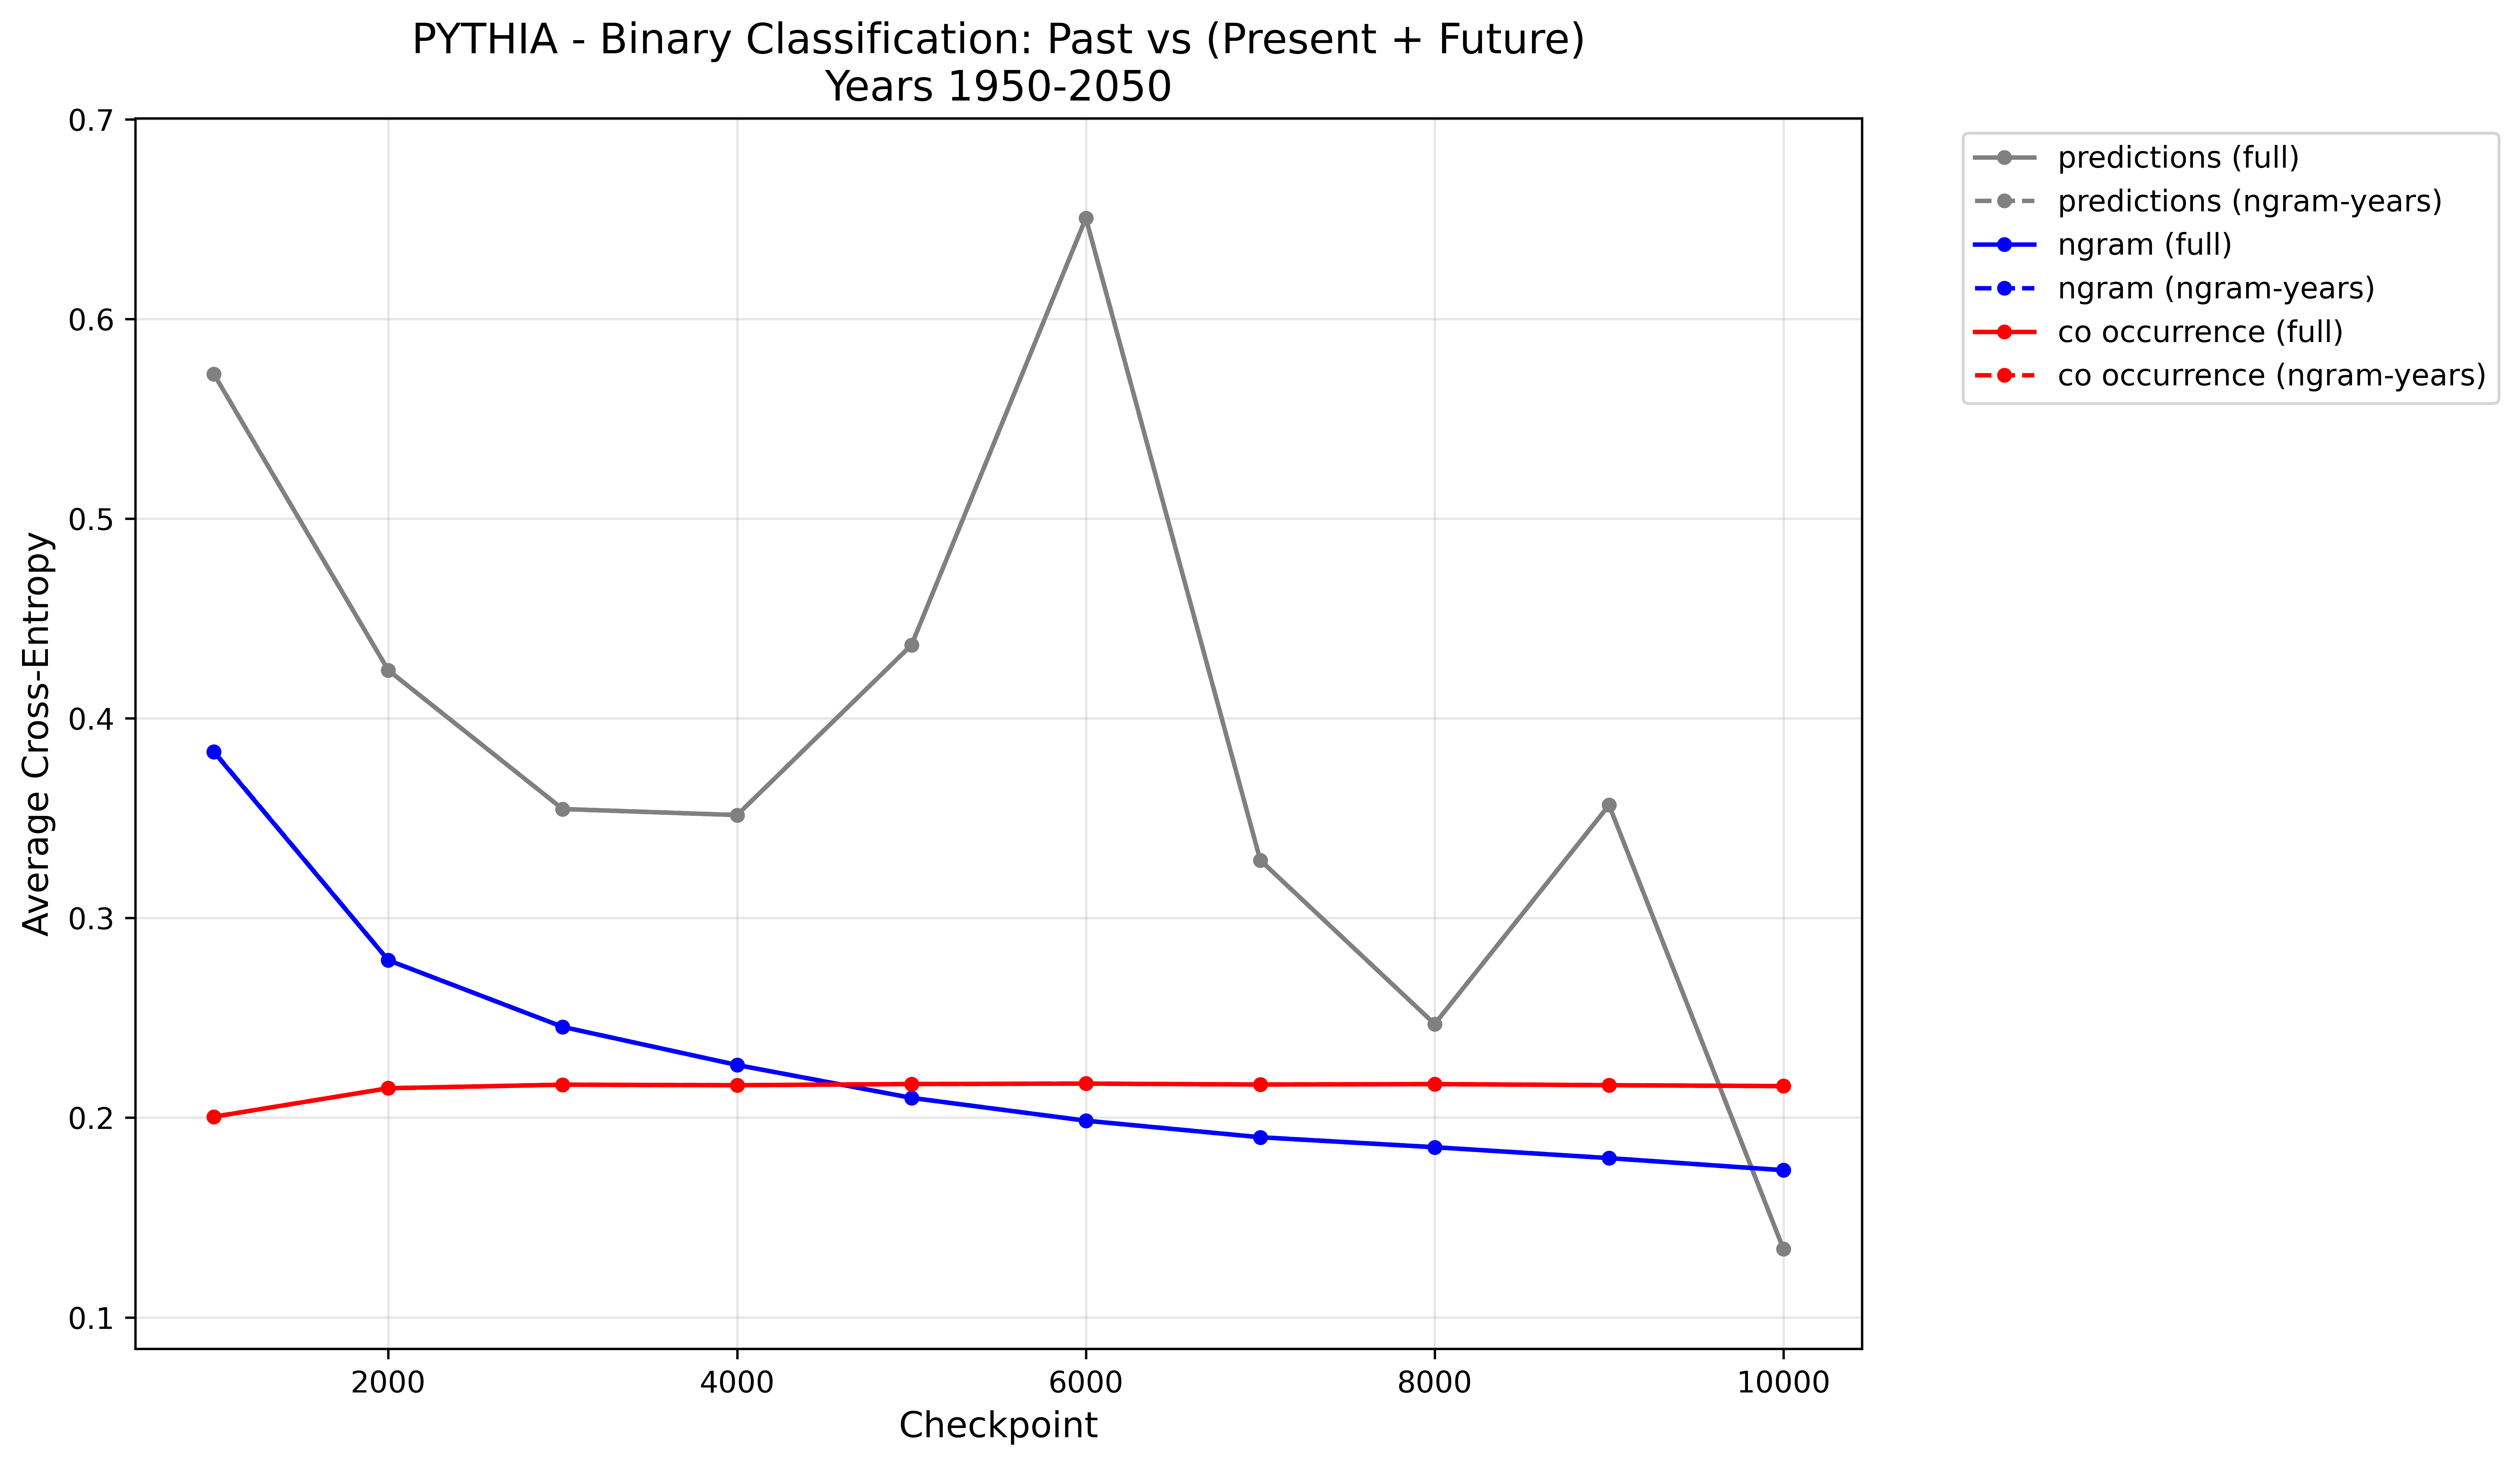 PYTHIA - Binary Classification: Past vs (Present + Future)
Years 1950-2050
0.7
0.6
0.5
0.4
0.3
0.2
0.1
Average Cross-Entropy
2000
4000
6000
8000
10000
Checkpoint
predictions (full)
predictions (ngram-years)
ngram (full)
ngram (ngram-years)
co occurrence (full)
co occurrence (ngram-years)